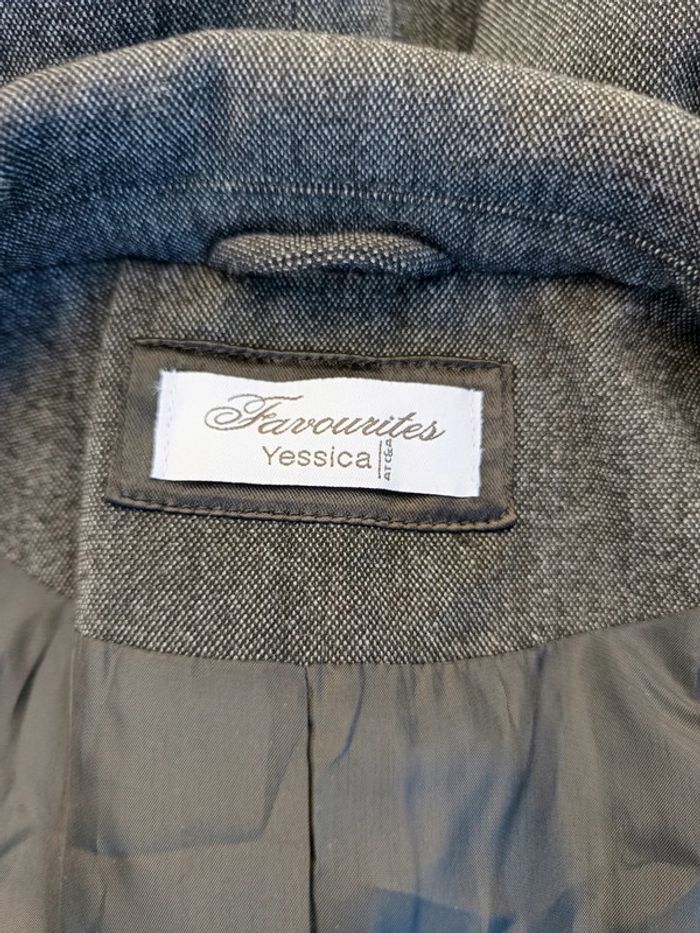 Favourites
Yessica
AT C&A